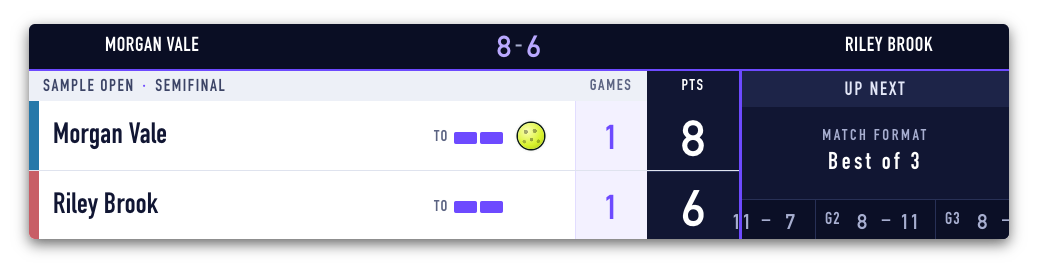 MORGAN VALE 8-6 RILEY BROOK
SAMPLE OPEN · SEMIFINAL GAMES PTS UP NEXT
Morgan Vale TO 1 8
MATCH FORMAT
Best of 3
Riley Brook TO 1 6
11 – 7 G2 8 – 11 G3 8 –